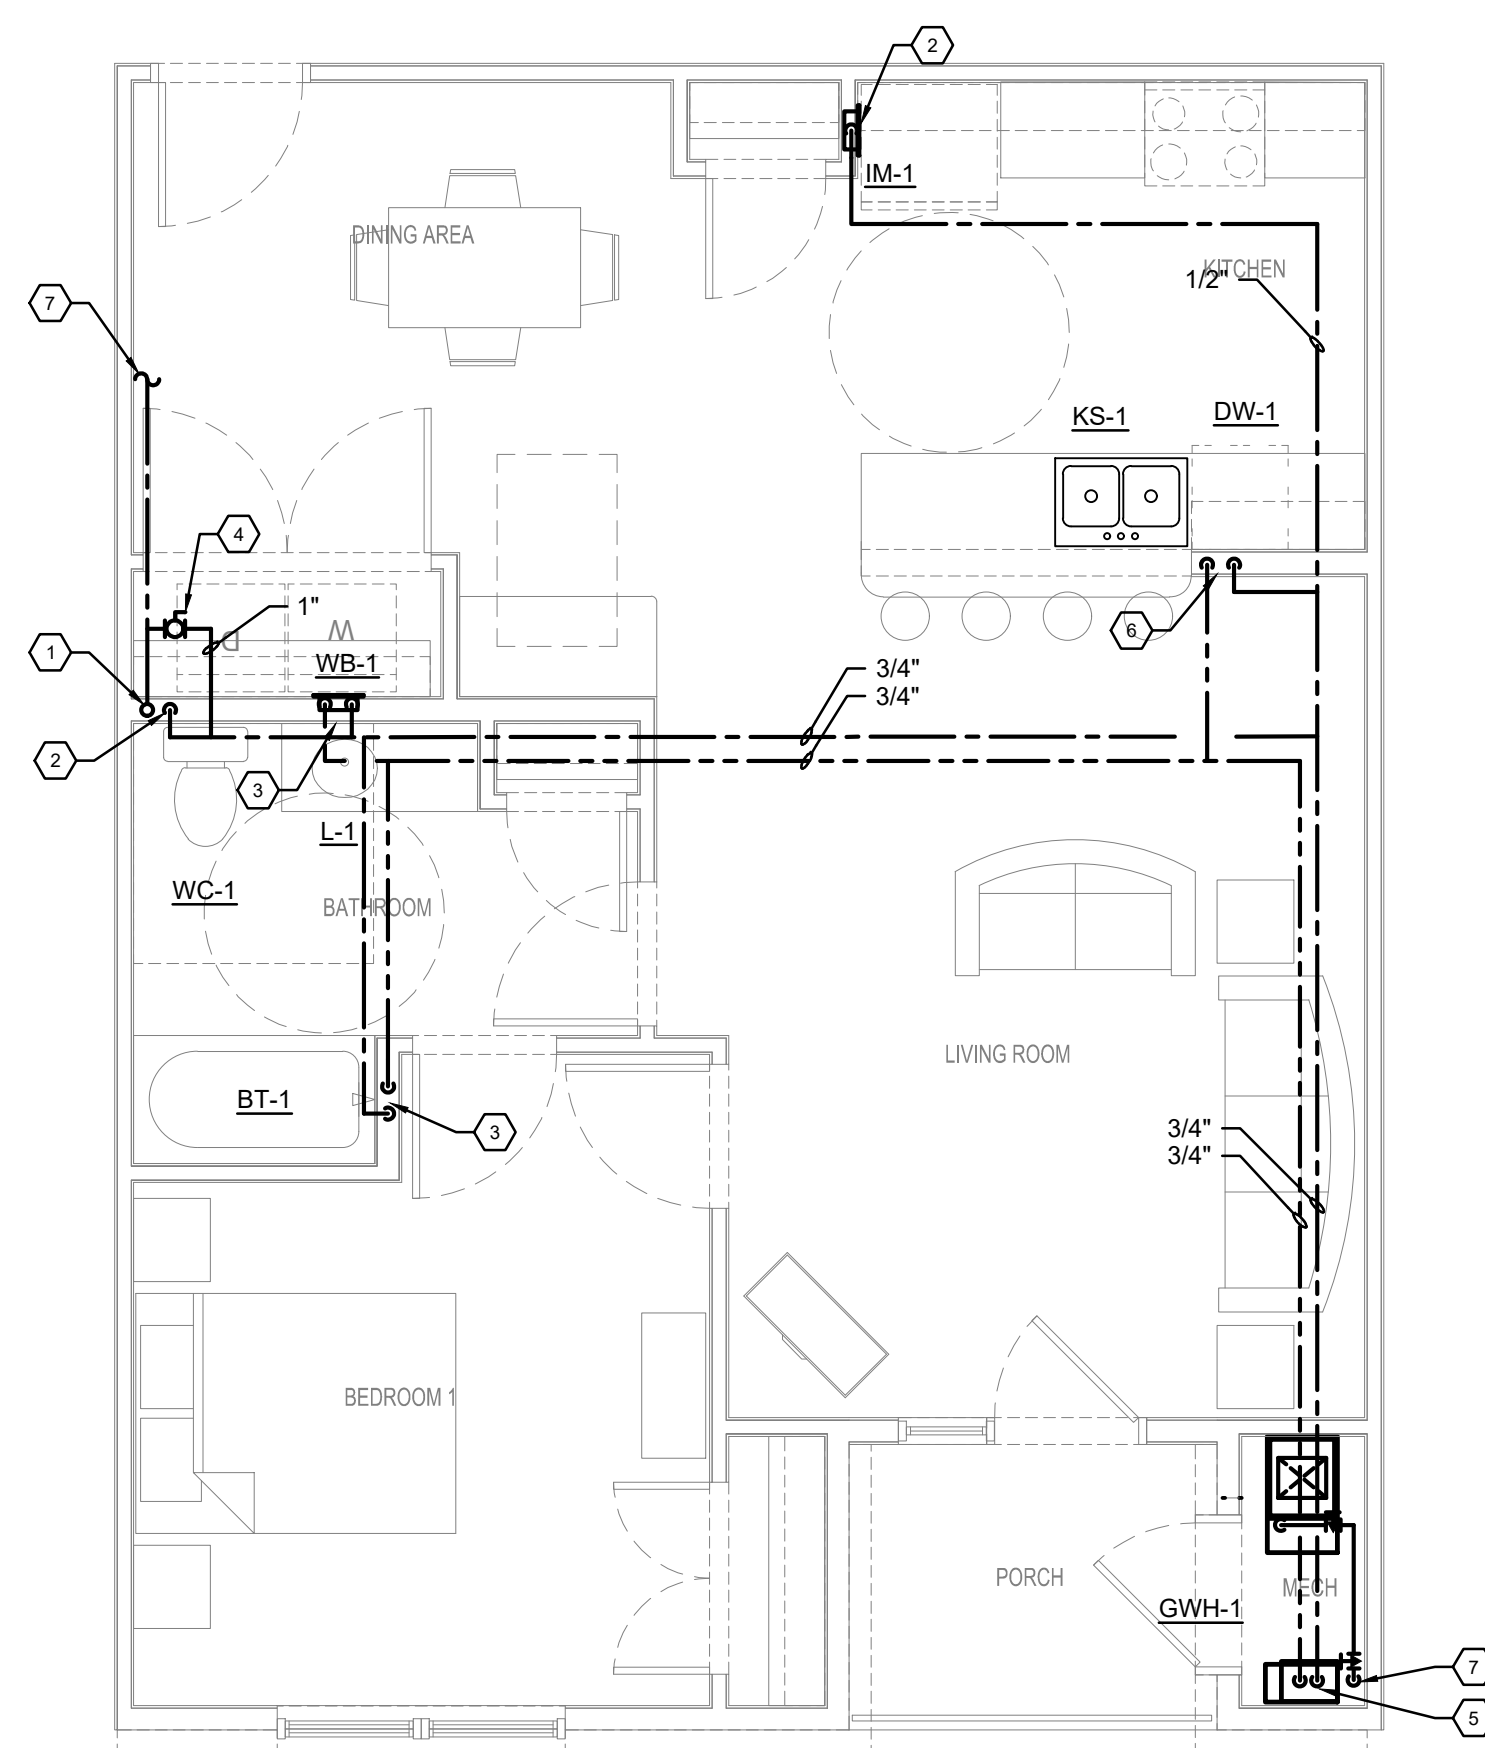 2
IM-1
DINING AREA
KITCHEN
1/2"
7
KS-1
DW-1
4
1"
D
W
6
1
WB-1
3/4"
3/4"
2
3
L-1
WC-1
BATHROOM
LIVING ROOM
BT-1
3
3/4"
3/4"
BEDROOM 1
PORCH
MECH
GWH-1
7
5